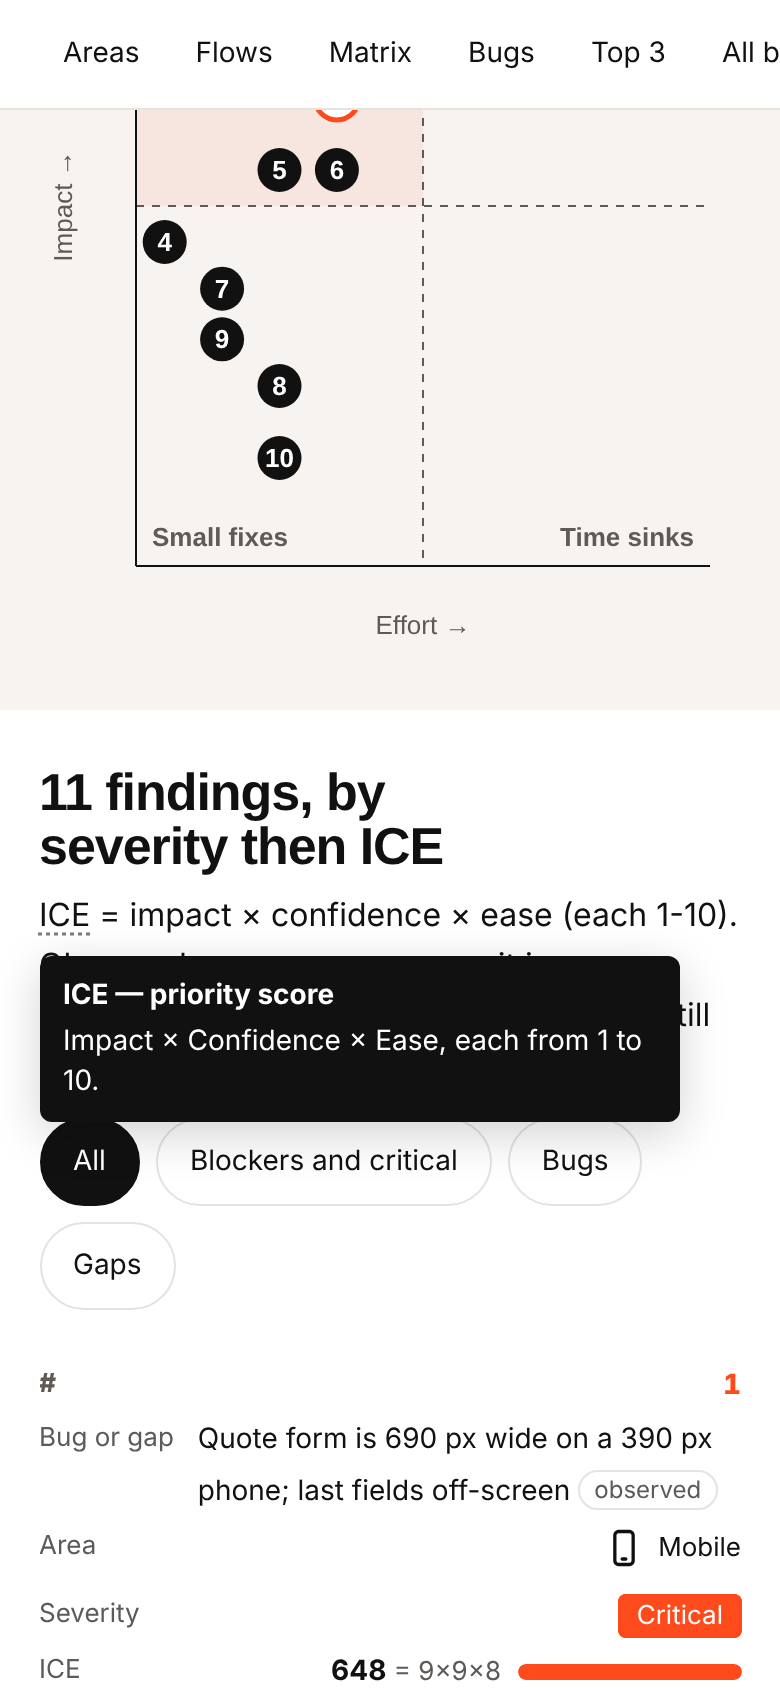 Areas Flows Matrix Bugs Top 3 All b
Impact →
5 6
4
7
9
8
10
Small fixes Time sinks
Effort →
11 findings, by
severity then ICE
ICE = impact × confidence × ease (each 1-10).
till
ICE — priority score
Impact × Confidence × Ease, each from 1 to
10.
All Blockers and critical Bugs
Gaps
# 1
Bug or gap Quote form is 690 px wide on a 390 px
phone; last fields off-screen observed
Area Mobile
Severity Critical
ICE 648 = 9×9×8